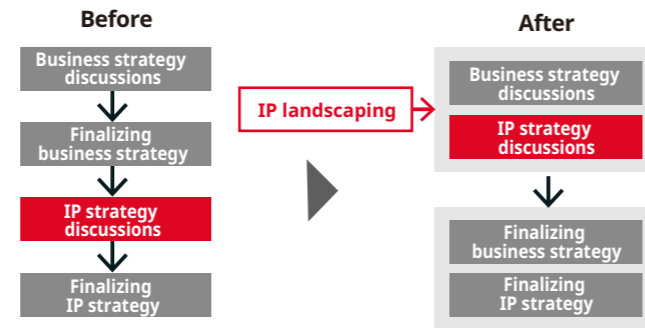 Before
Business strategy
discussions
Finalizing
business strategy
IP strategy
discussions
Finalizing
IP strategy
IP landscaping
After
Business strategy
discussions
IP strategy
discussions
Finalizing
business strategy
Finalizing
IP strategy